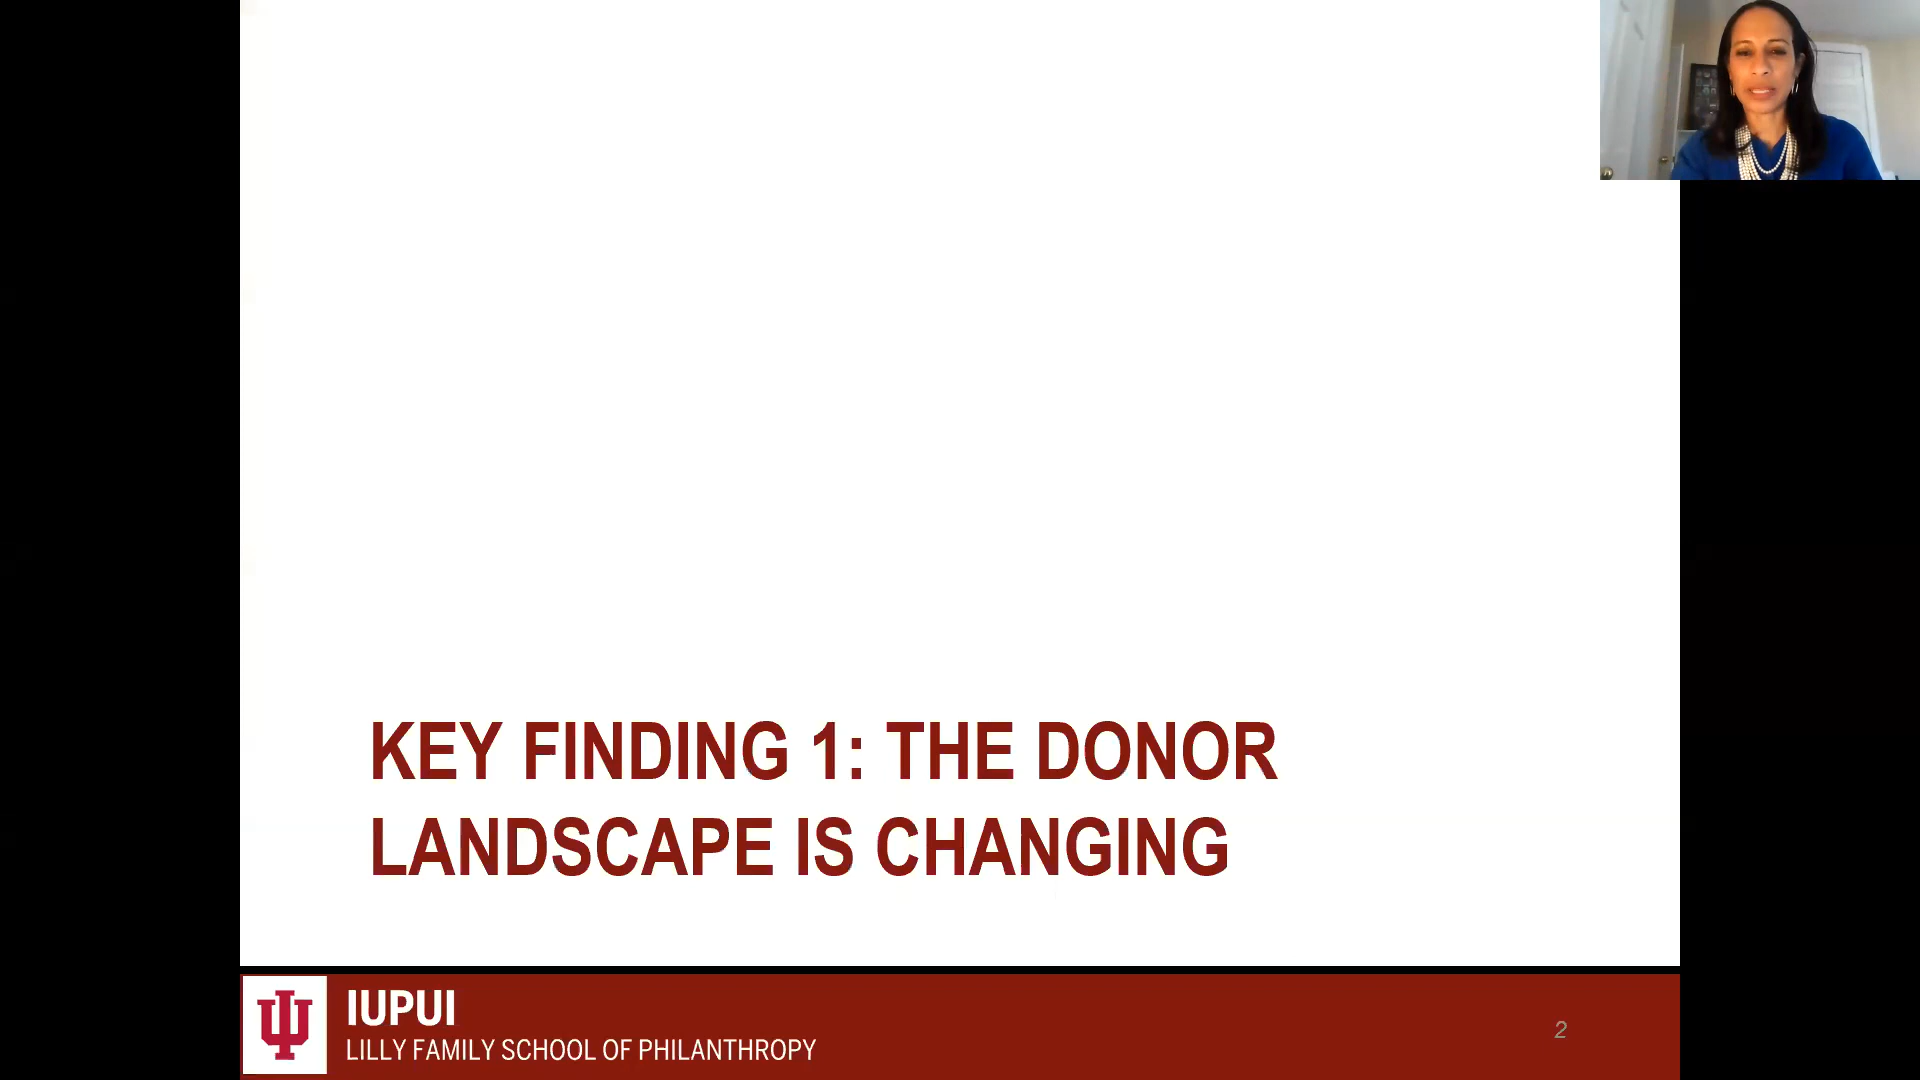 KEY FINDING 1: THE DONOR
LANDSCAPE IS CHANGING
IUPUI
LILLY FAMILY SCHOOL OF PHILANTHROPY
2